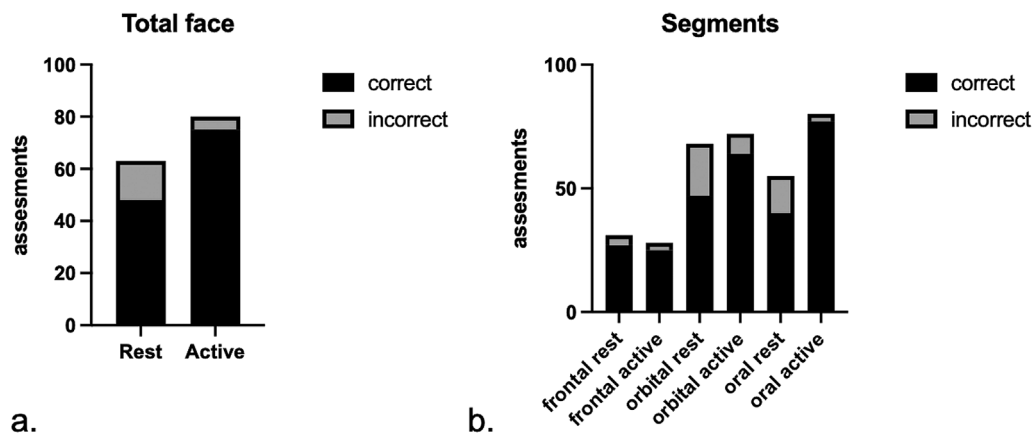 Total face
100
80
60
40
20
0
assesments
Rest
Active
correct
incorrect
a.
Segments
100
50
0
assesments
frontal rest
frontal active
orbital rest
orbital active
oral rest
oral active
correct
incorrect
b.